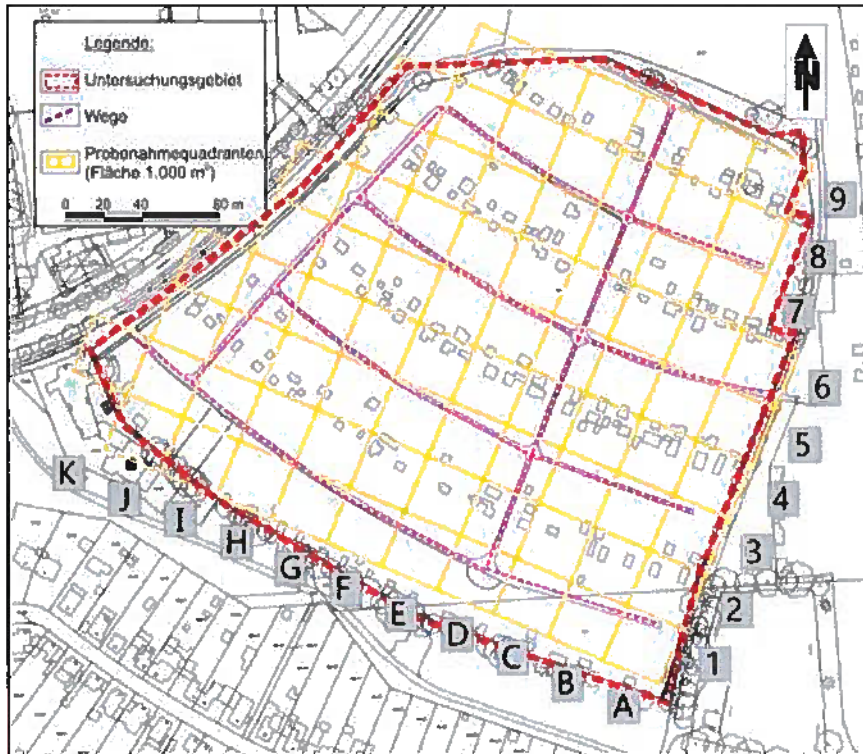 Legende:
Untersuchungsgebiet
Wege
Probenahmequadranten
(Fläche 1.000 m²)
0 20 40 80 m
N
9
8
7
6
5
4
3
2
1
K
J
I
H
G
F
E
D
C
B
A